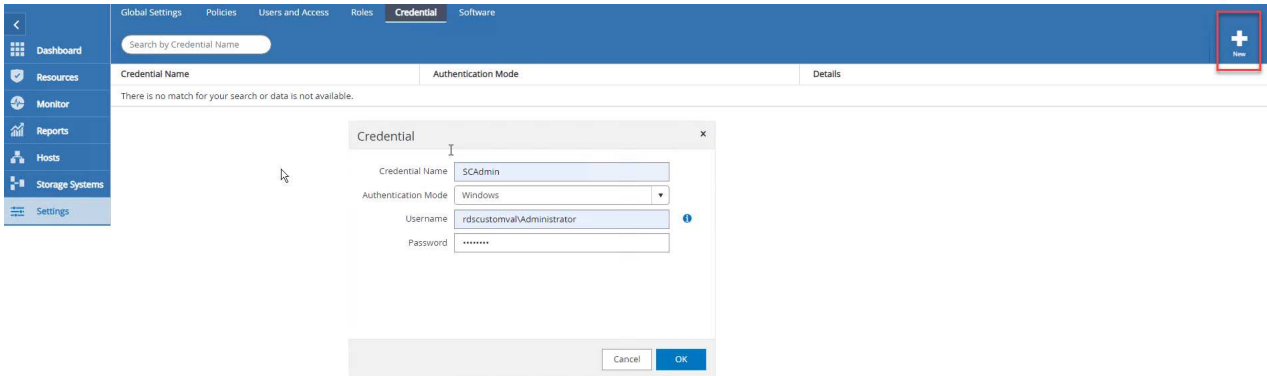 Global Settings Policies Users and Access Roles Credential Software
Search by Credential Name
New
Dashboard
Resources
Monitor
Reports
Hosts
Storage Systems
Settings
Credential Name Authentication Mode Details
There is no match for your search or data is not available.
Credential x
Credential Name SCAdmin
Authentication Mode Windows
Username rdscustomval\Administrator
Password ••••••••
Cancel OK